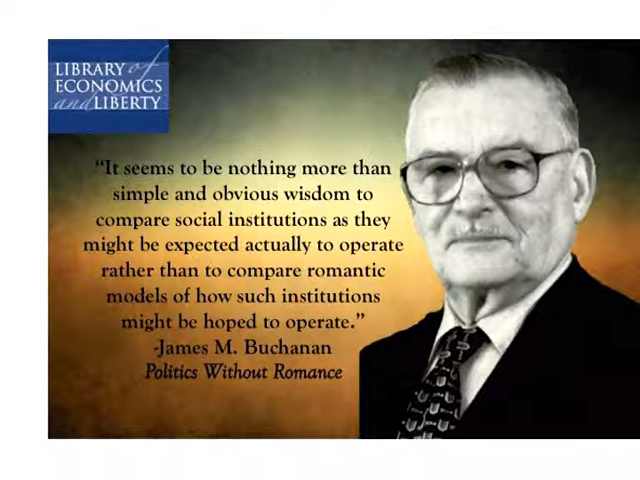 LIBRARY of
ECONOMICS
and LIBERTY
“It seems to be nothing more than
simple and obvious wisdom to
compare social institutions as they
might be expected actually to operate
rather than to compare romantic
models of how such institutions
might be hoped to operate.”
-James M. Buchanan
Politics Without Romance